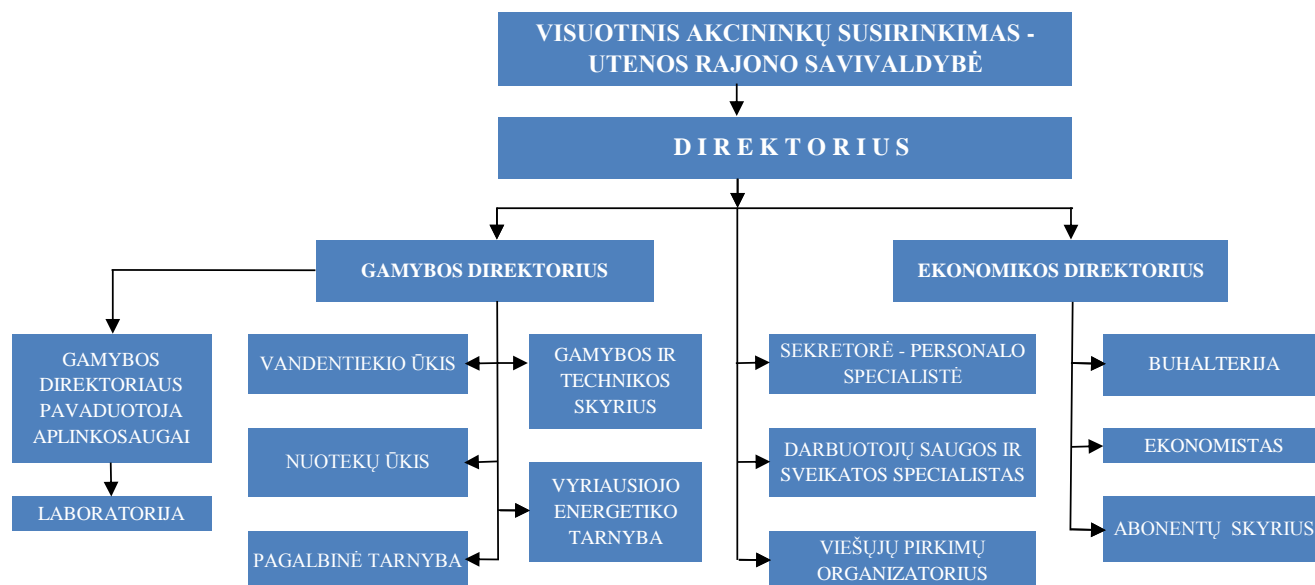 VISUOTINIS AKCININKŲ SUSIRINKIMAS -
UTENOS RAJONO SAVIVALDYBĖ
D I R E K T O R I U S
GAMYBOS DIREKTORIUS
EKONOMIKOS DIREKTORIUS
GAMYBOS
DIREKTORIAUS
PAVADUOTOJA
APLINKOSAUGAI
LABORATORIJA
VANDENTIEKIO ŪKIS
NUOTEKŲ ŪKIS
PAGALBINĖ TARNYBA
GAMYBOS IR
TECHNIKOS
SKYRIUS
VYRIAUSIOJO
ENERGETIKO
TARNYBA
SEKRETORĖ - PERSONALO
SPECIALISTĖ
DARBUOTOJŲ SAUGOS IR
SVEIKATOS SPECIALISTAS
VIEŠŲJŲ PIRKIMŲ
ORGANIZATORIUS
BUHALTERIJA
EKONOMISTAS
ABONENTŲ SKYRIUS